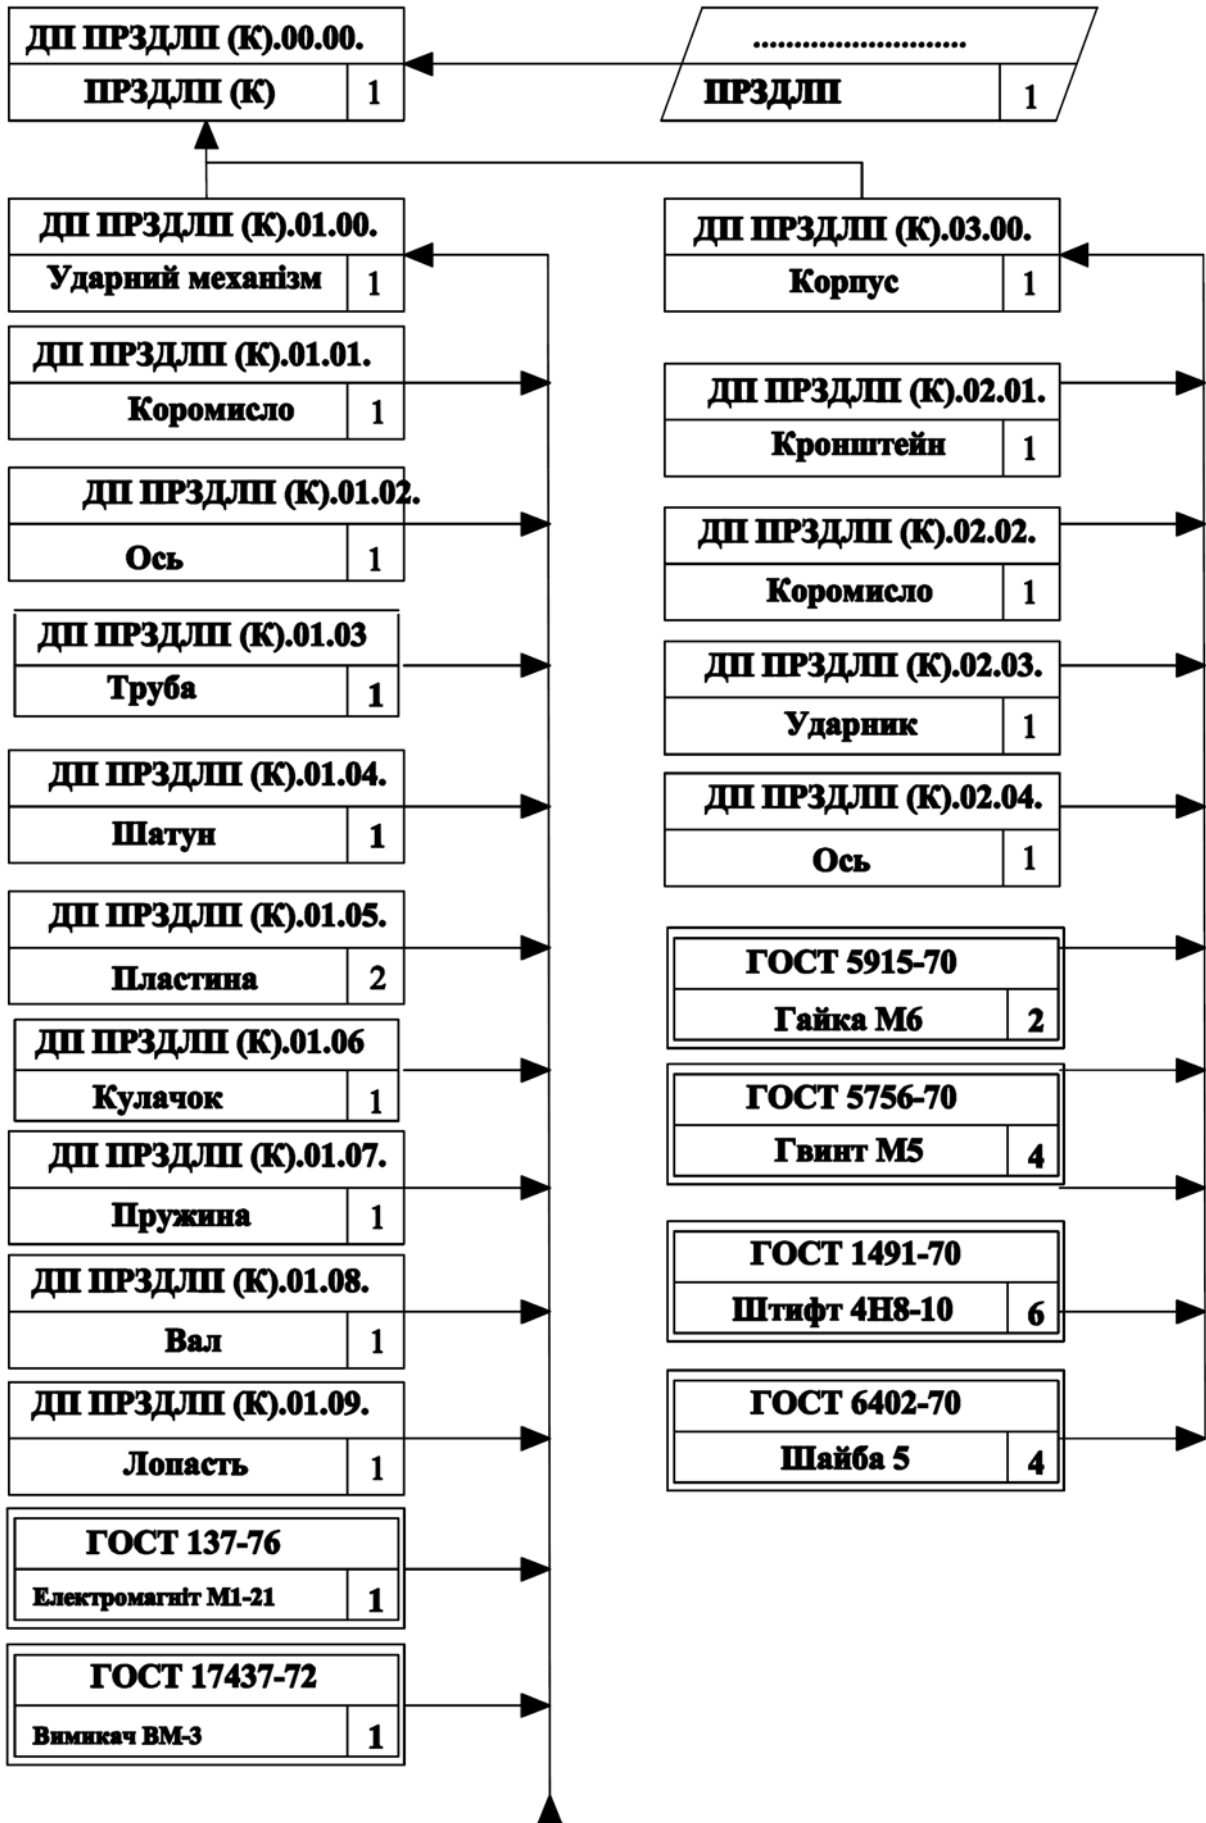 ДП ПРЗДЛП (К).00.00.
ПРЗДЛП (К) 1
..........................
ПРЗДЛП 1
ДП ПРЗДЛП (К).01.00.
Ударний механізм 1
ДП ПРЗДЛП (К).01.01.
Коромисло 1
ДП ПРЗДЛП (К).01.02.
Ось 1
ДП ПРЗДЛП (К).01.03
Труба 1
ДП ПРЗДЛП (К).01.04.
Шатун 1
ДП ПРЗДЛП (К).01.05.
Пластина 2
ДП ПРЗДЛП (К).01.06
Кулачок 1
ДП ПРЗДЛП (К).01.07.
Пружина 1
ДП ПРЗДЛП (К).01.08.
Вал 1
ДП ПРЗДЛП (К).01.09.
Лопасть 1
ГОСТ 137-76
Електромагніт М1-21 1
ГОСТ 17437-72
Вимикач ВМ-3 1
ДП ПРЗДЛП (К).03.00.
Корпус 1
ДП ПРЗДЛП (К).02.01.
Кронштейн 1
ДП ПРЗДЛП (К).02.02.
Коромисло 1
ДП ПРЗДЛП (К).02.03.
Ударник 1
ДП ПРЗДЛП (К).02.04.
Ось 1
ГОСТ 5915-70
Гайка М6 2
ГОСТ 5756-70
Гвинт М5 4
ГОСТ 1491-70
Штифт 4Н8-10 6
ГОСТ 6402-70
Шайба 5 4